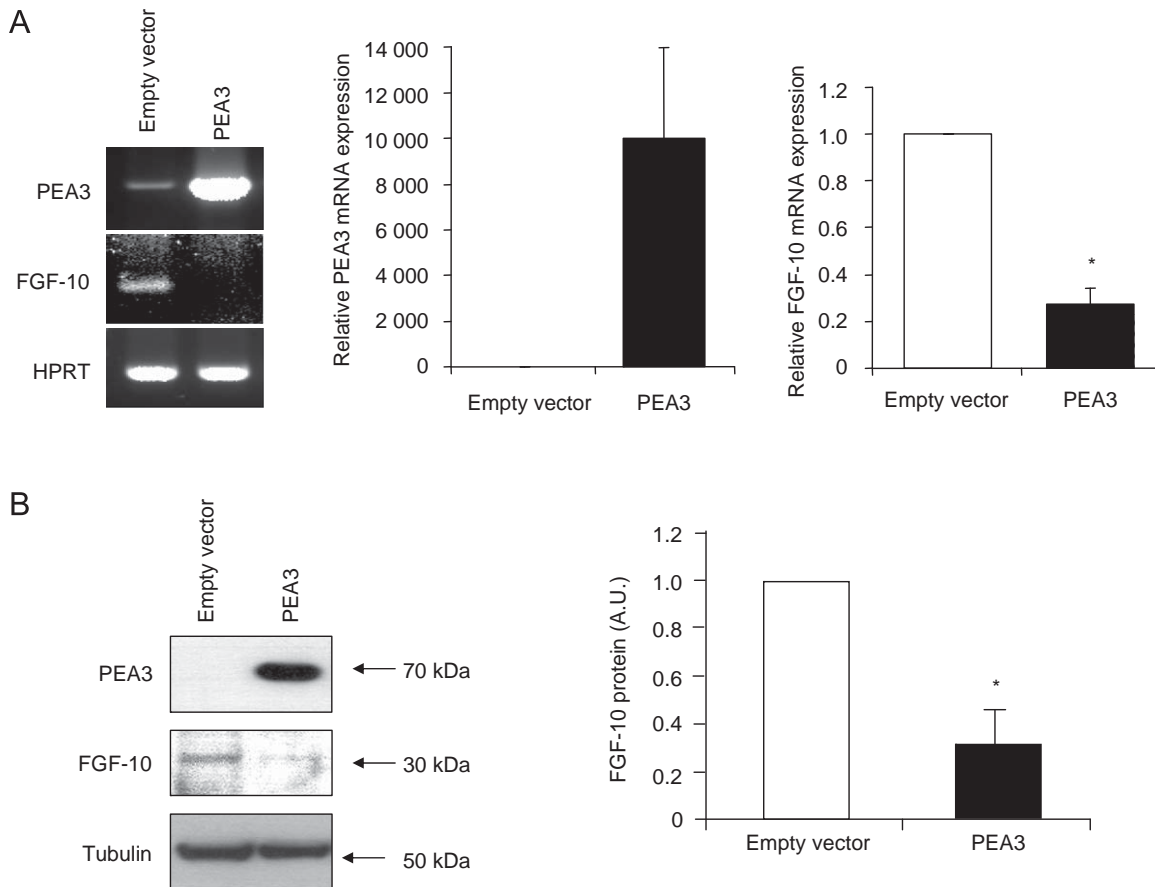 A
Empty vector
PEA3
PEA3
FGF-10
HPRT
Relative PEA3 mRNA expression
14 000
12 000
10 000
8 000
6 000
4 000
2 000
0
Empty vector
PEA3
Relative FGF-10 mRNA expression
1.2
1.0
0.8
0.6
0.4
0.2
0
*
Empty vector
PEA3
B
Empty vector
PEA3
PEA3
70 kDa
FGF-10
30 kDa
Tubulin
50 kDa
FGF-10 protein (A.U.)
1.2
1.0
0.8
0.6
0.4
0.2
0
*
Empty vector
PEA3